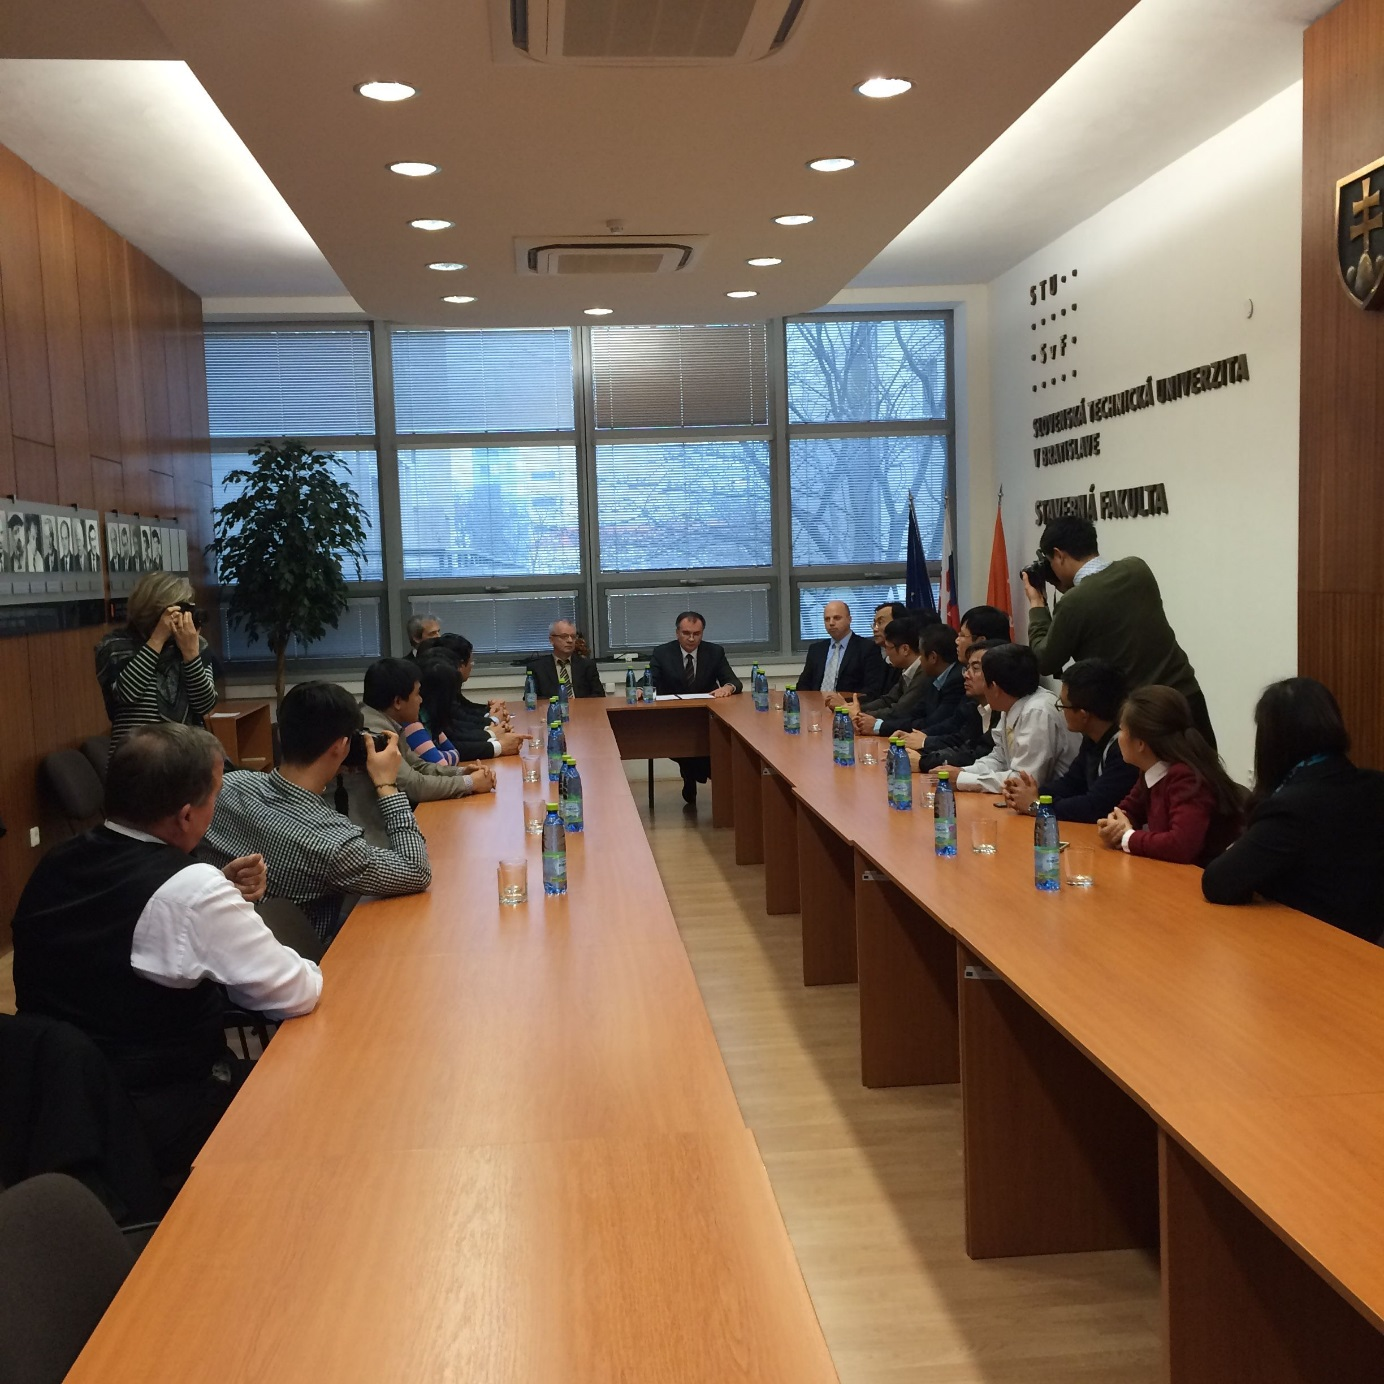 STU
SvF
SLOVENSKÁ TECHNICKÁ UNIVERZITA
V BRATISLAVE
STAVEBNÁ FAKULTA